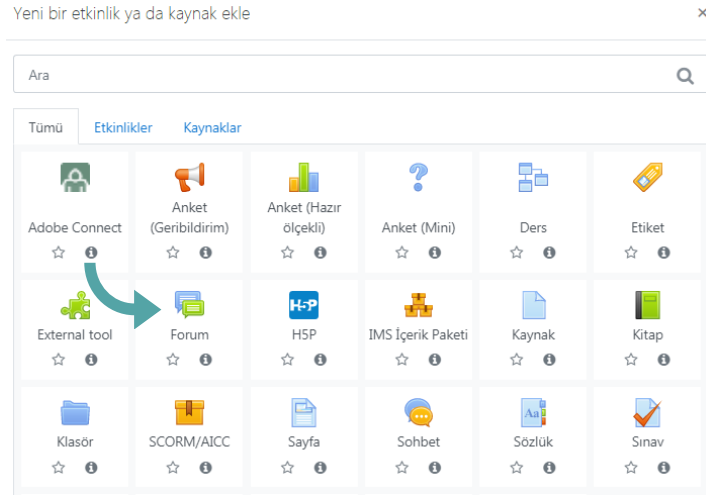 Yeni bir etkinlik ya da kaynak ekle
Ara
Tümü Etkinlikler Kaynaklar
Adobe Connect
Anket
(Geribildirim)
Anket (Hazır
ölçekli)
Anket (Mini)
Ders
Etiket
External tool
Forum
H5P
H5P
IMS İçerik Paketi
Kaynak
Kitap
Klasör
SCORM/AICC
Sayfa
Sohbet
Aa
Sözlük
Sınav